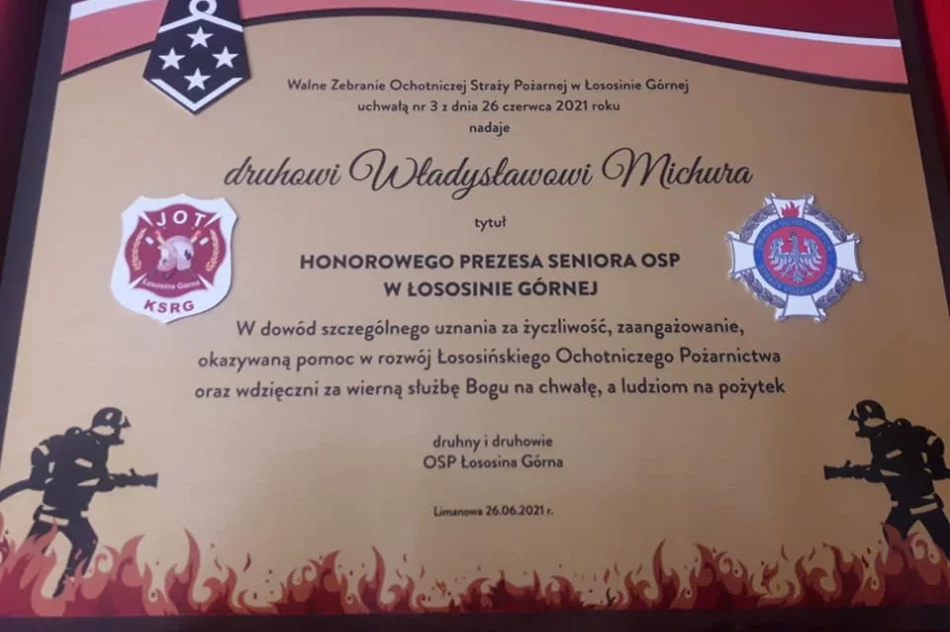 Walne Zebranie Ochotniczej Straży Pożarnej w Łososinie Górnej
uchwałą nr 3 z dnia 26 czerwca 2021 roku
nadaje
druhowi Władysławowi Michura
tytuł
HONOROWEGO PREZESA SENIORA OSP
W ŁOSOSINIE GÓRNEJ
JOT
Łososina Górna
KSRG
W dowód szczególnego uznania za życzliwość, zaangażowanie,
okazywaną pomoc w rozwój Łososińskiego Ochotniczego Pożarnictwa
oraz wdzięczni za wierną służbę Bogu na chwałę, a ludziom na pożytek
druhny i druhowie
OSP Łososina Górna
Limanowa 26.06.2021 r.